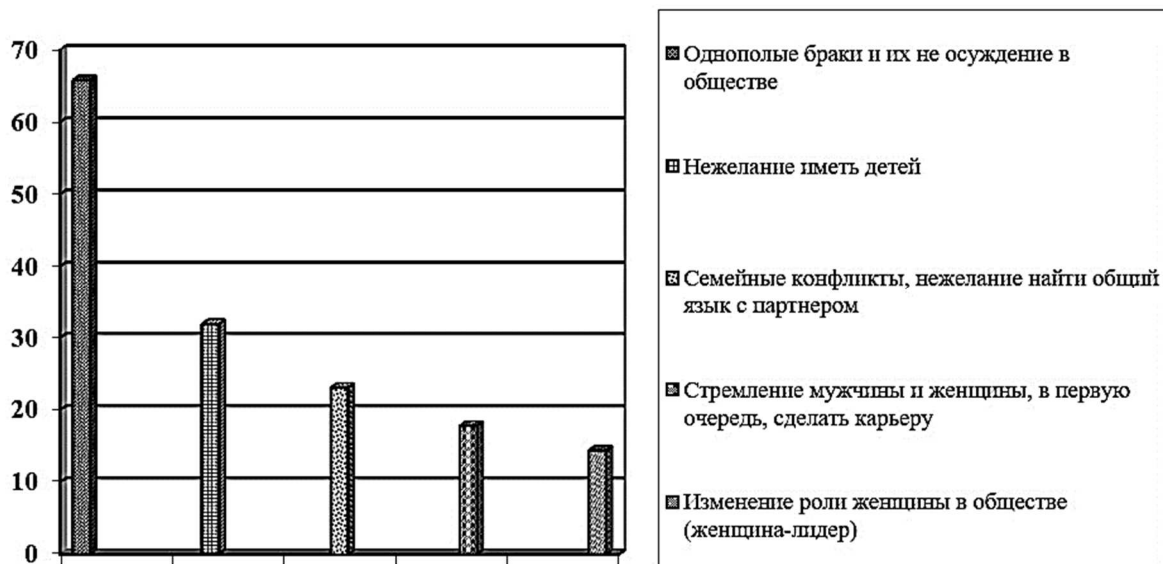 70
60
50
40
30
20
10
0
Однополые браки и их не осуждение в
обществе
Нежелание иметь детей
Семейные конфликты, нежелание найти общий
язык с партнером
Стремление мужчины и женщины, в первую
очередь, сделать карьеру
Изменение роли женщины в обществе
(женщина-лидер)